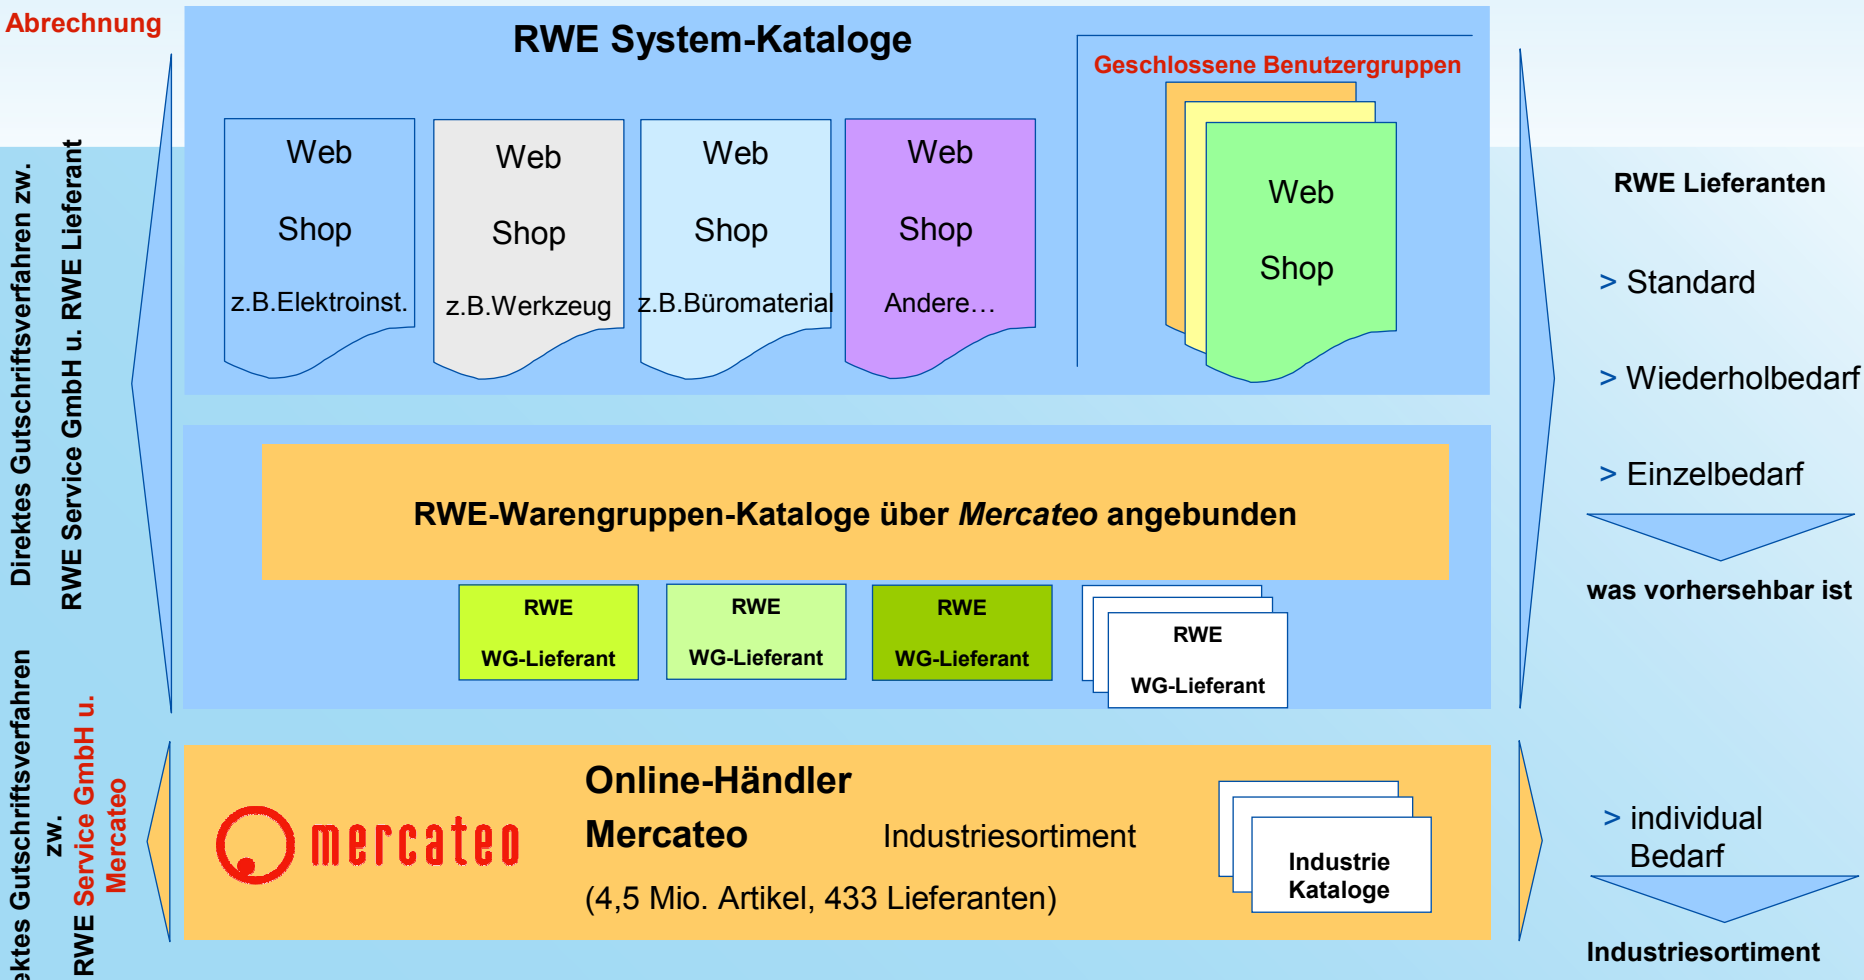 Abrechnung
RWE System-Kataloge
Geschlossene Benutzergruppen
Web
Shop
z.B.Elektroinst.
Web
Shop
z.B.Werkzeug
Web
Shop
z.B.Büromaterial
Web
Shop
Andere…
Web
Shop
Direktes Gutschriftsverfahren zw.
RWE Service GmbH u. RWE Lieferant
RWE Lieferanten
> Standard
> Wiederholbedarf
> Einzelbedarf
was vorhersehbar ist
RWE-Warengruppen-Kataloge über Mercateo angebunden
RWE
WG-Lieferant
RWE
WG-Lieferant
RWE
WG-Lieferant
RWE
WG-Lieferant
ektes Gutschriftsverfahren
zw.
RWE Service GmbH u.
Mercateo
mercateo
Online-Händler
Mercateo Industriesortiment
(4,5 Mio. Artikel, 433 Lieferanten)
Industrie
Kataloge
> individual
Bedarf
Industriesortiment